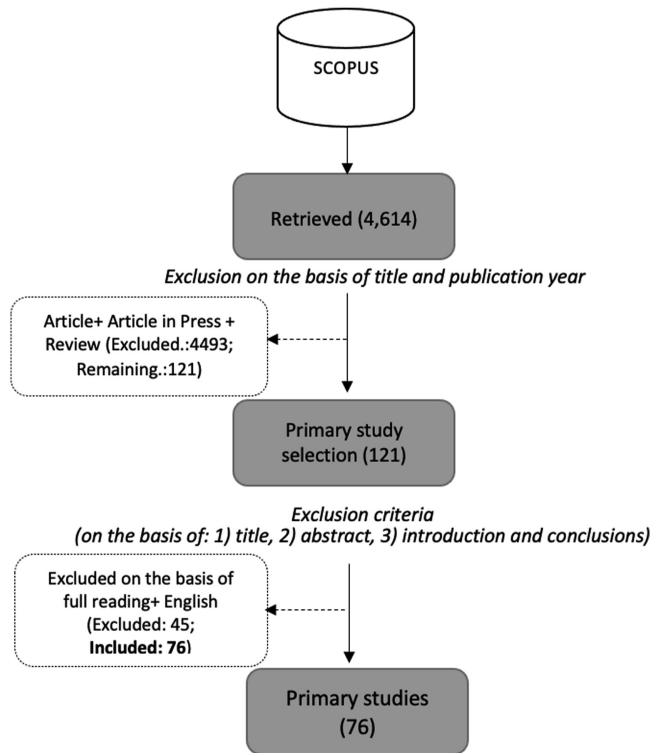 SCOPUS
Retrieved (4,614)
Exclusion on the basis of title and publication year
Article+ Article in Press +
Review (Excluded.:4493;
Remaining.:121)
Primary study
selection (121)
Exclusion criteria
(on the basis of: 1) title, 2) abstract, 3) introduction and conclusions)
Excluded on the basis of
full reading+ English
(Excluded: 45;
Included: 76)
Primary studies
(76)